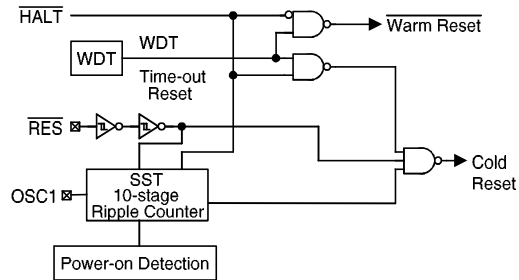 HALT
WDT
WDT
Time-out
Reset
Warm Reset
RES
Cold
Reset
OSC1
SST
10-stage
Ripple Counter
Power-on Detection